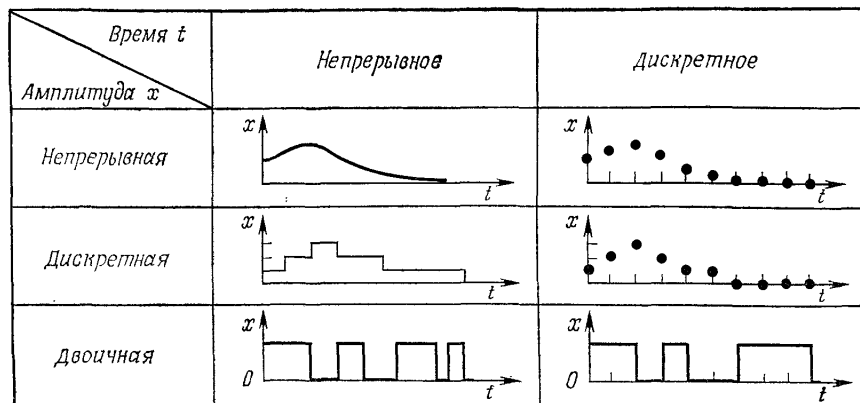 Время t
Амплитуда x
Непрерывное
Дискретное
Непрерывная
x
t
x
t
Дискретная
x
t
x
t
Двоичная
x
0
t
x
0
t